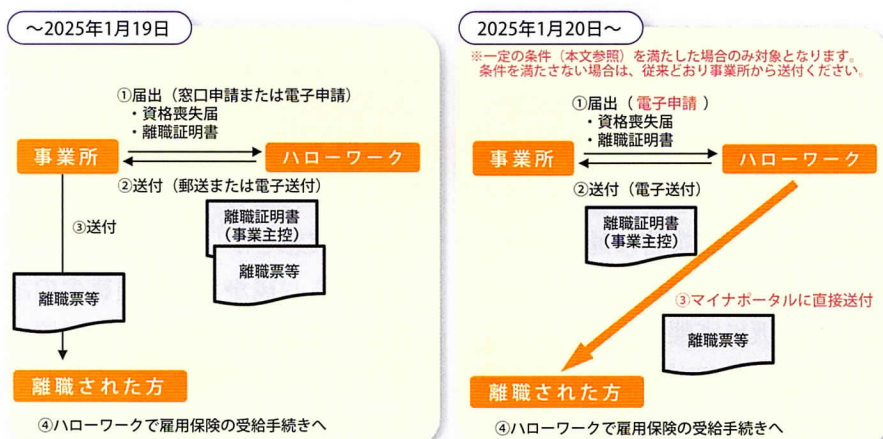 ～2025年1月19日
①届出（窓口申請または電子申請）
・資格喪失届
・離職証明書
事業所
ハローワーク
②送付（郵送または電子送付）
離職証明書
（事業主控）
離職票等
③送付
離職票等
離職された方
④ハローワークで雇用保険の受給手続きへ
2025年1月20日～
※一定の条件（本文参照）を満たした場合のみ対象となります。
条件を満たさない場合は、従来どおり事業所から送付ください。
①届出（電子申請）
・資格喪失届
・離職証明書
事業所
ハローワーク
②送付（電子送付）
離職証明書
（事業主控）
③マイナポータルに直接送付
離職票等
離職された方
④ハローワークで雇用保険の受給手続きへ